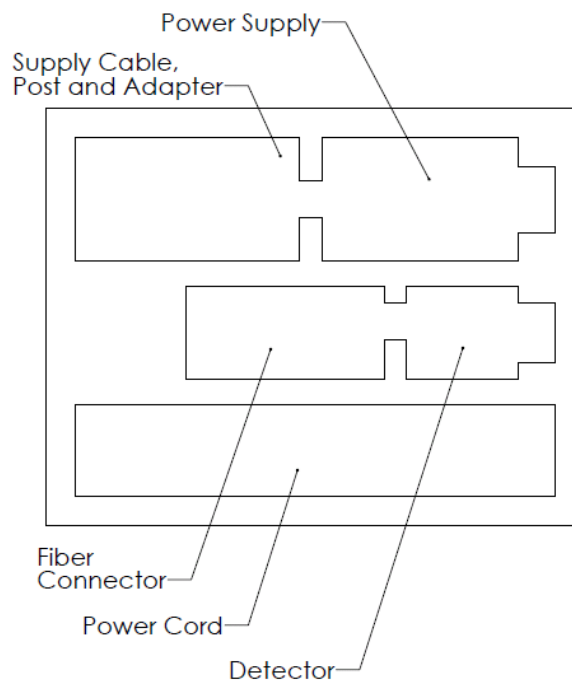 Power Supply
Supply Cable,
Post and Adapter
Fiber
Connector
Power Cord
Detector